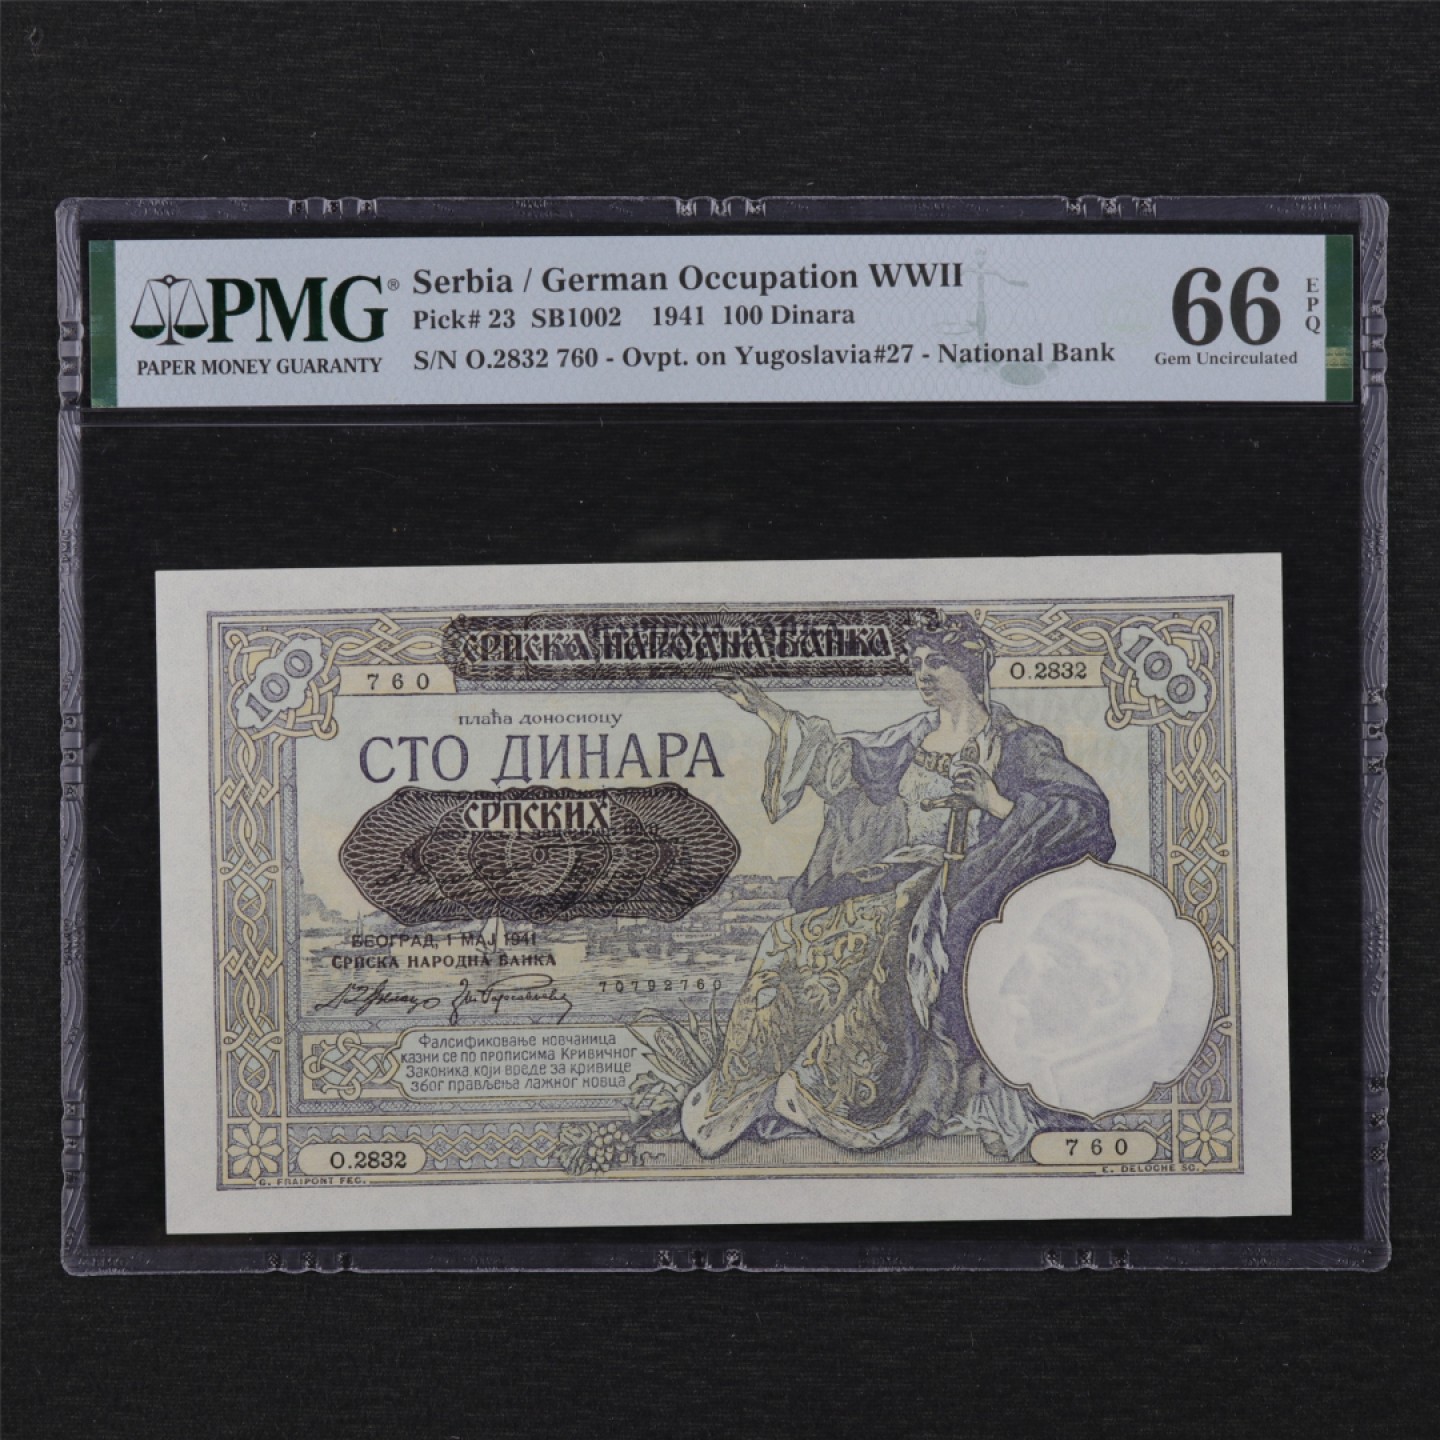 PMG®
PAPER MONEY GUARANTY
Serbia / German Occupation WWII
Pick# 23 SB1002 1941 100 Dinara
S/N O.2832 760 - Ovpt. on Yugoslavia#27 - National Bank
66
EPQ
Gem Uncirculated
СРПСКА НАРОДНА БАНКА
100
760
O.2832
100
плаћа доносиоцу
СТО ДИНАРА
СРПСКИХ
БЕОГРАД, 1 МАЈ 1941
СРПСКА НАРОДНА БАНКА
70792760
Фалсификовање новчаница
казни се по прописима Кривичног
Законика који вреде за кривице
због прављења лажног новца
O.2832
760
G. FRAIPONT FEC.
E. DELOCHE SC.